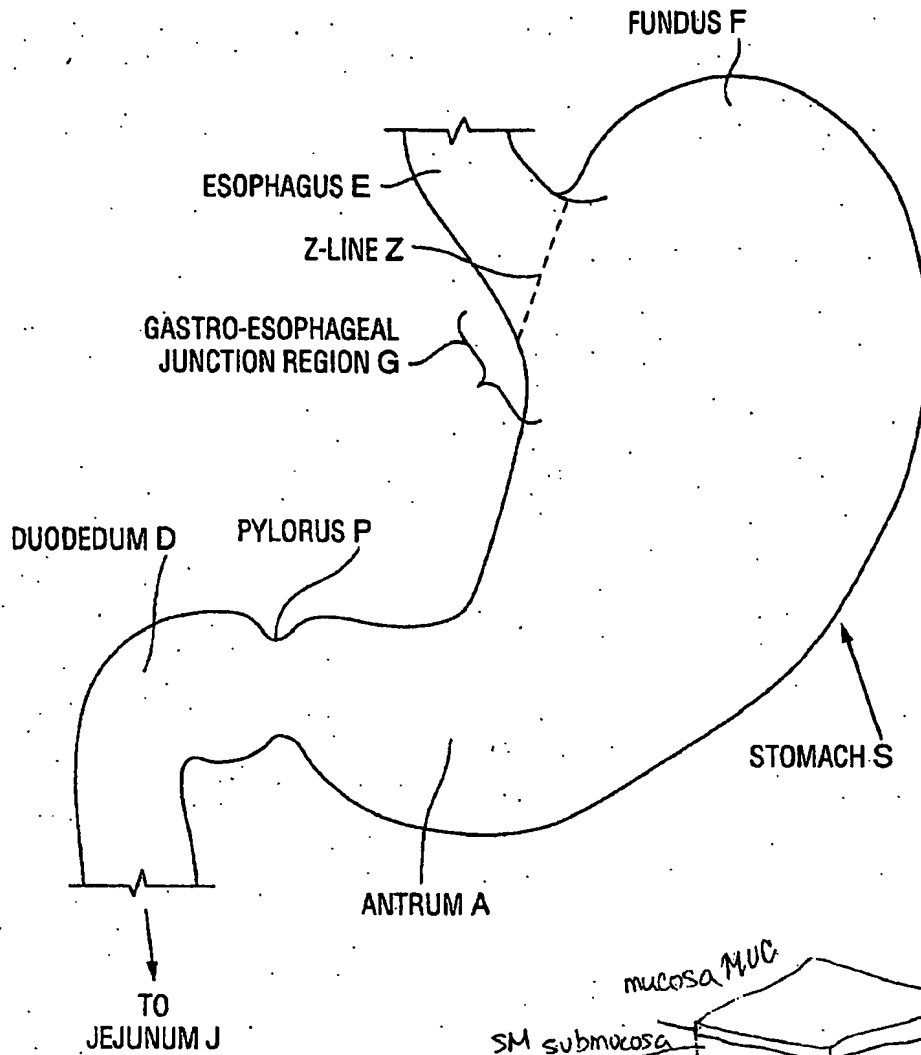 FUNDUS F
ESOPHAGUS E
Z-LINE Z
GASTRO-ESOPHAGEAL
JUNCTION REGION G
DUODEDUM D
PYLORUS P
STOMACH S
ANTRUM A
TO
JEJUNUM J
mucosa MUC
SM submucosa